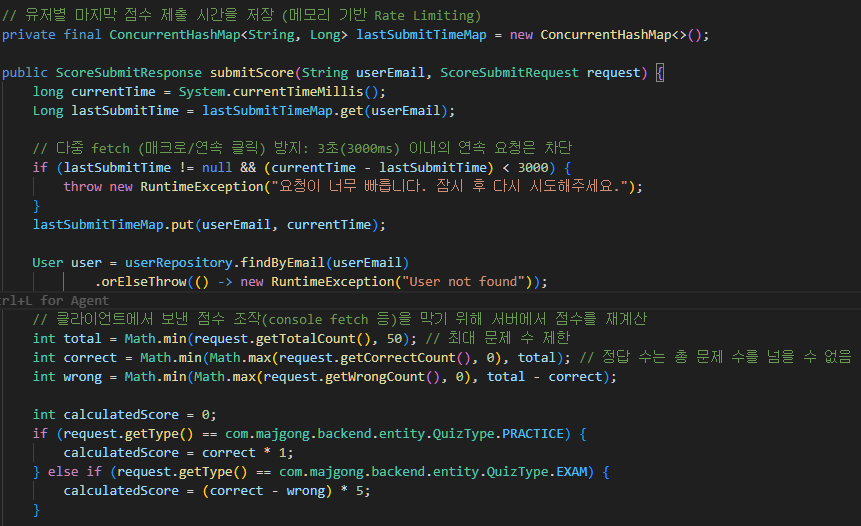 // 유저별 마지막 점수 제출 시간을 저장 (메모리 기반 Rate Limiting)
private final ConcurrentHashMap<String, Long> lastSubmitTimeMap = new ConcurrentHashMap<>();
public ScoreSubmitResponse submitScore(String userEmail, ScoreSubmitRequest request) {
long currentTime = System.currentTimeMillis();
Long lastSubmitTime = lastSubmitTimeMap.get(userEmail);
// 다중 fetch (매크로/연속 클릭) 방지: 3초(3000ms) 이내의 연속 요청은 차단
if (lastSubmitTime != null && (currentTime - lastSubmitTime) < 3000) {
throw new RuntimeException("요청이 너무 빠릅니다. 잠시 후 다시 시도해주세요.");
}
lastSubmitTimeMap.put(userEmail, currentTime);
User user = userRepository.findByEmail(userEmail)
.orElseThrow(() -> new RuntimeException("User not found"));
trl+L for Agent
// 클라이언트에서 보낸 점수 조작(console fetch 등)을 막기 위해 서버에서 점수를 재계산
int total = Math.min(request.getTotalCount(), 50); // 최대 문제 수 제한
int correct = Math.min(Math.max(request.getCorrectCount(), 0), total); // 정답 수는 총 문제 수를 넘을 수 없음
int wrong = Math.min(Math.max(request.getWrongCount(), 0), total - correct);
int calculatedScore = 0;
if (request.getType() == com.majgong.backend.entity.QuizType.PRACTICE) {
calculatedScore = correct * 1;
} else if (request.getType() == com.majgong.backend.entity.QuizType.EXAM) {
calculatedScore = (correct - wrong) * 5;
}